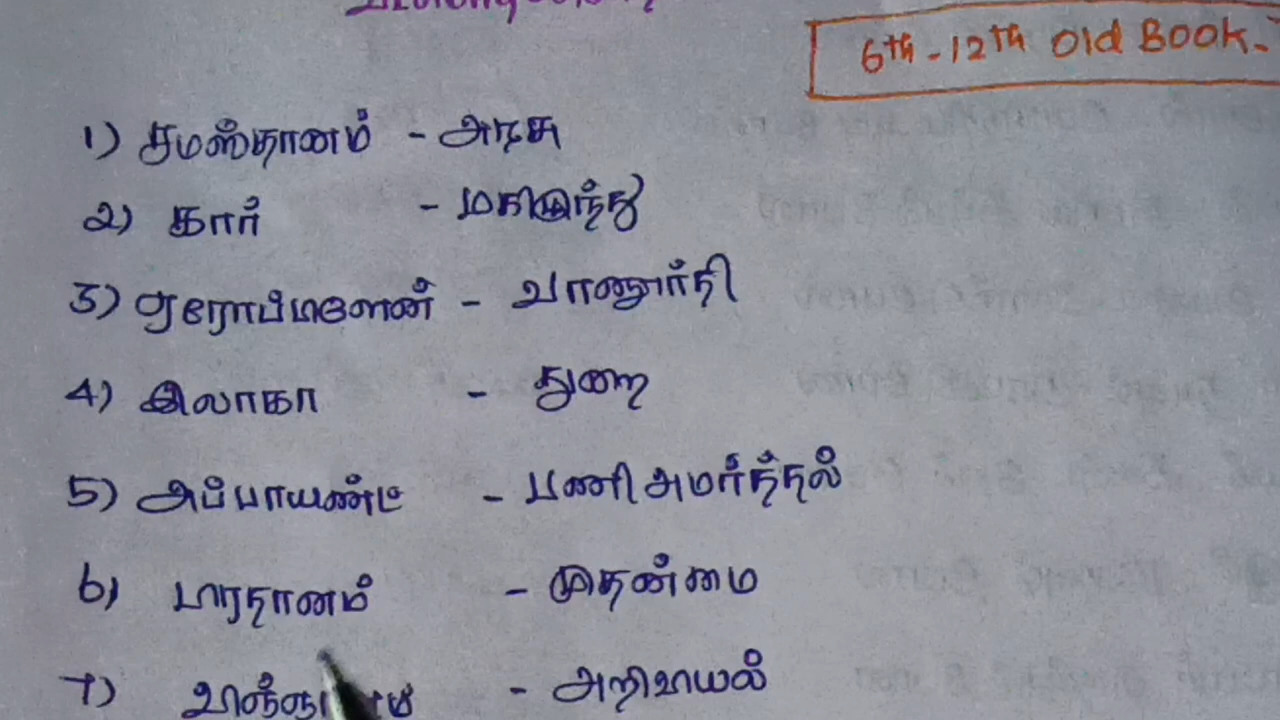 6th - 12th Old Book -
1) சமஸ்தானம் - அரசு
2) கார் - மகிழுந்து
3) ஏரோப்மளேன் - வானூர்தி
4) இலாகா - துறை
5) அப்பாயண்ட் - பணி அமர்த்தல்
6) பிரதானம் - முதன்மை
7) - அறிவியல்